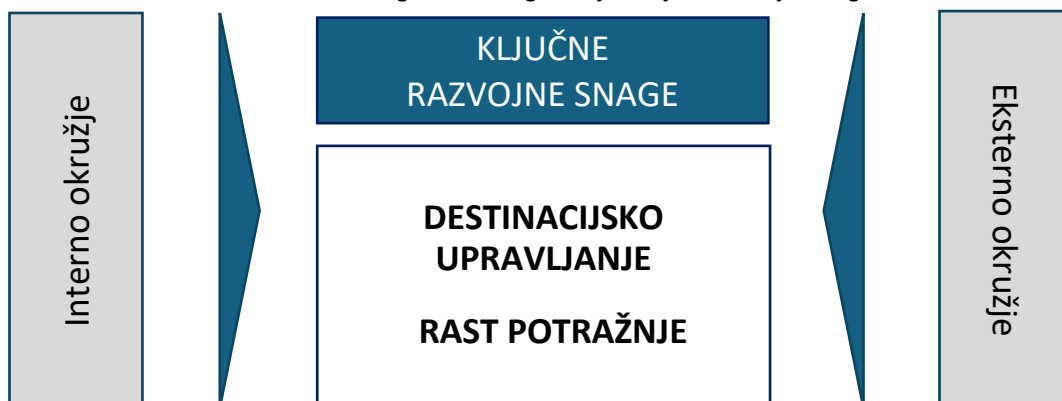 Interno okružje
KLJUČNE
RAZVOJNE SNAGE
DESTINACIJSKO
UPRAVLJANJE
RAST POTRAŽNJE
Eksterno okružje